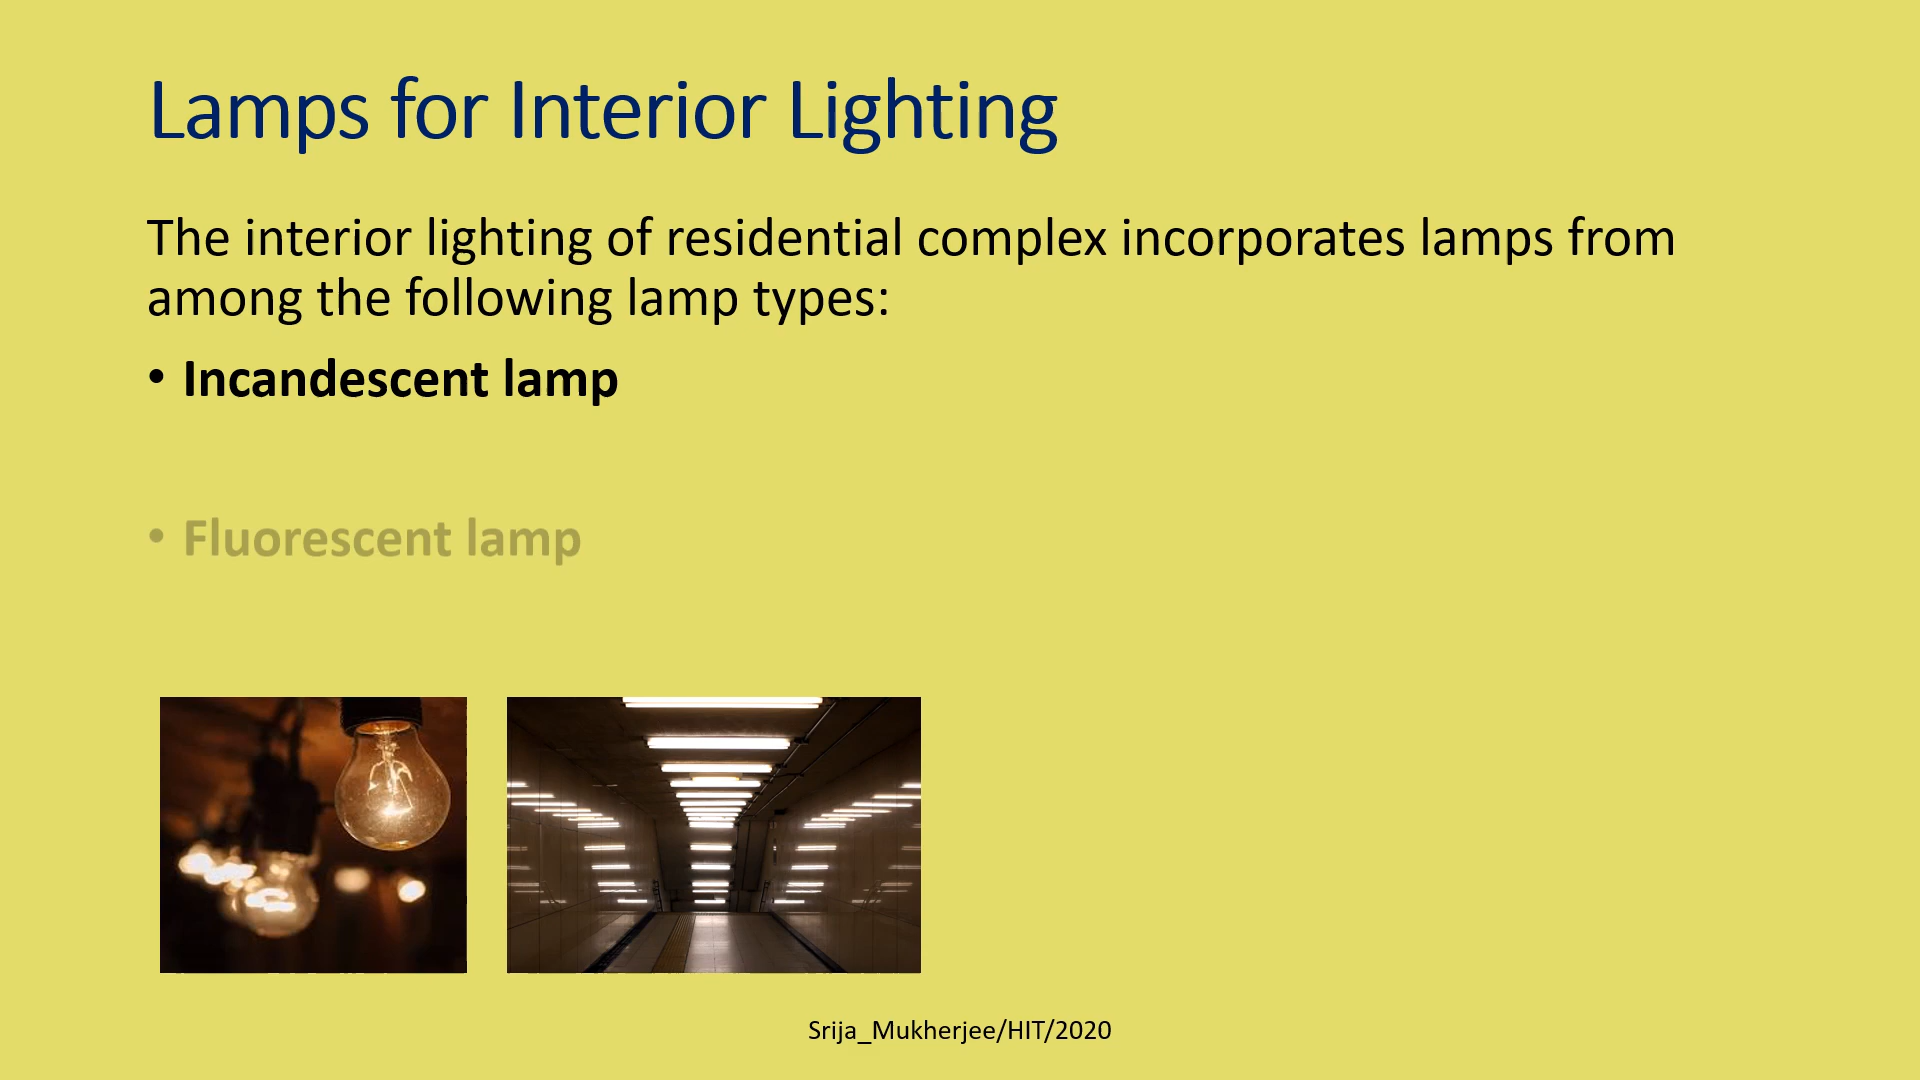 Lamps for Interior Lighting
The interior lighting of residential complex incorporates lamps from
among the following lamp types:
• Incandescent lamp
• Fluorescent lamp
Srija_Mukherjee/HIT/2020